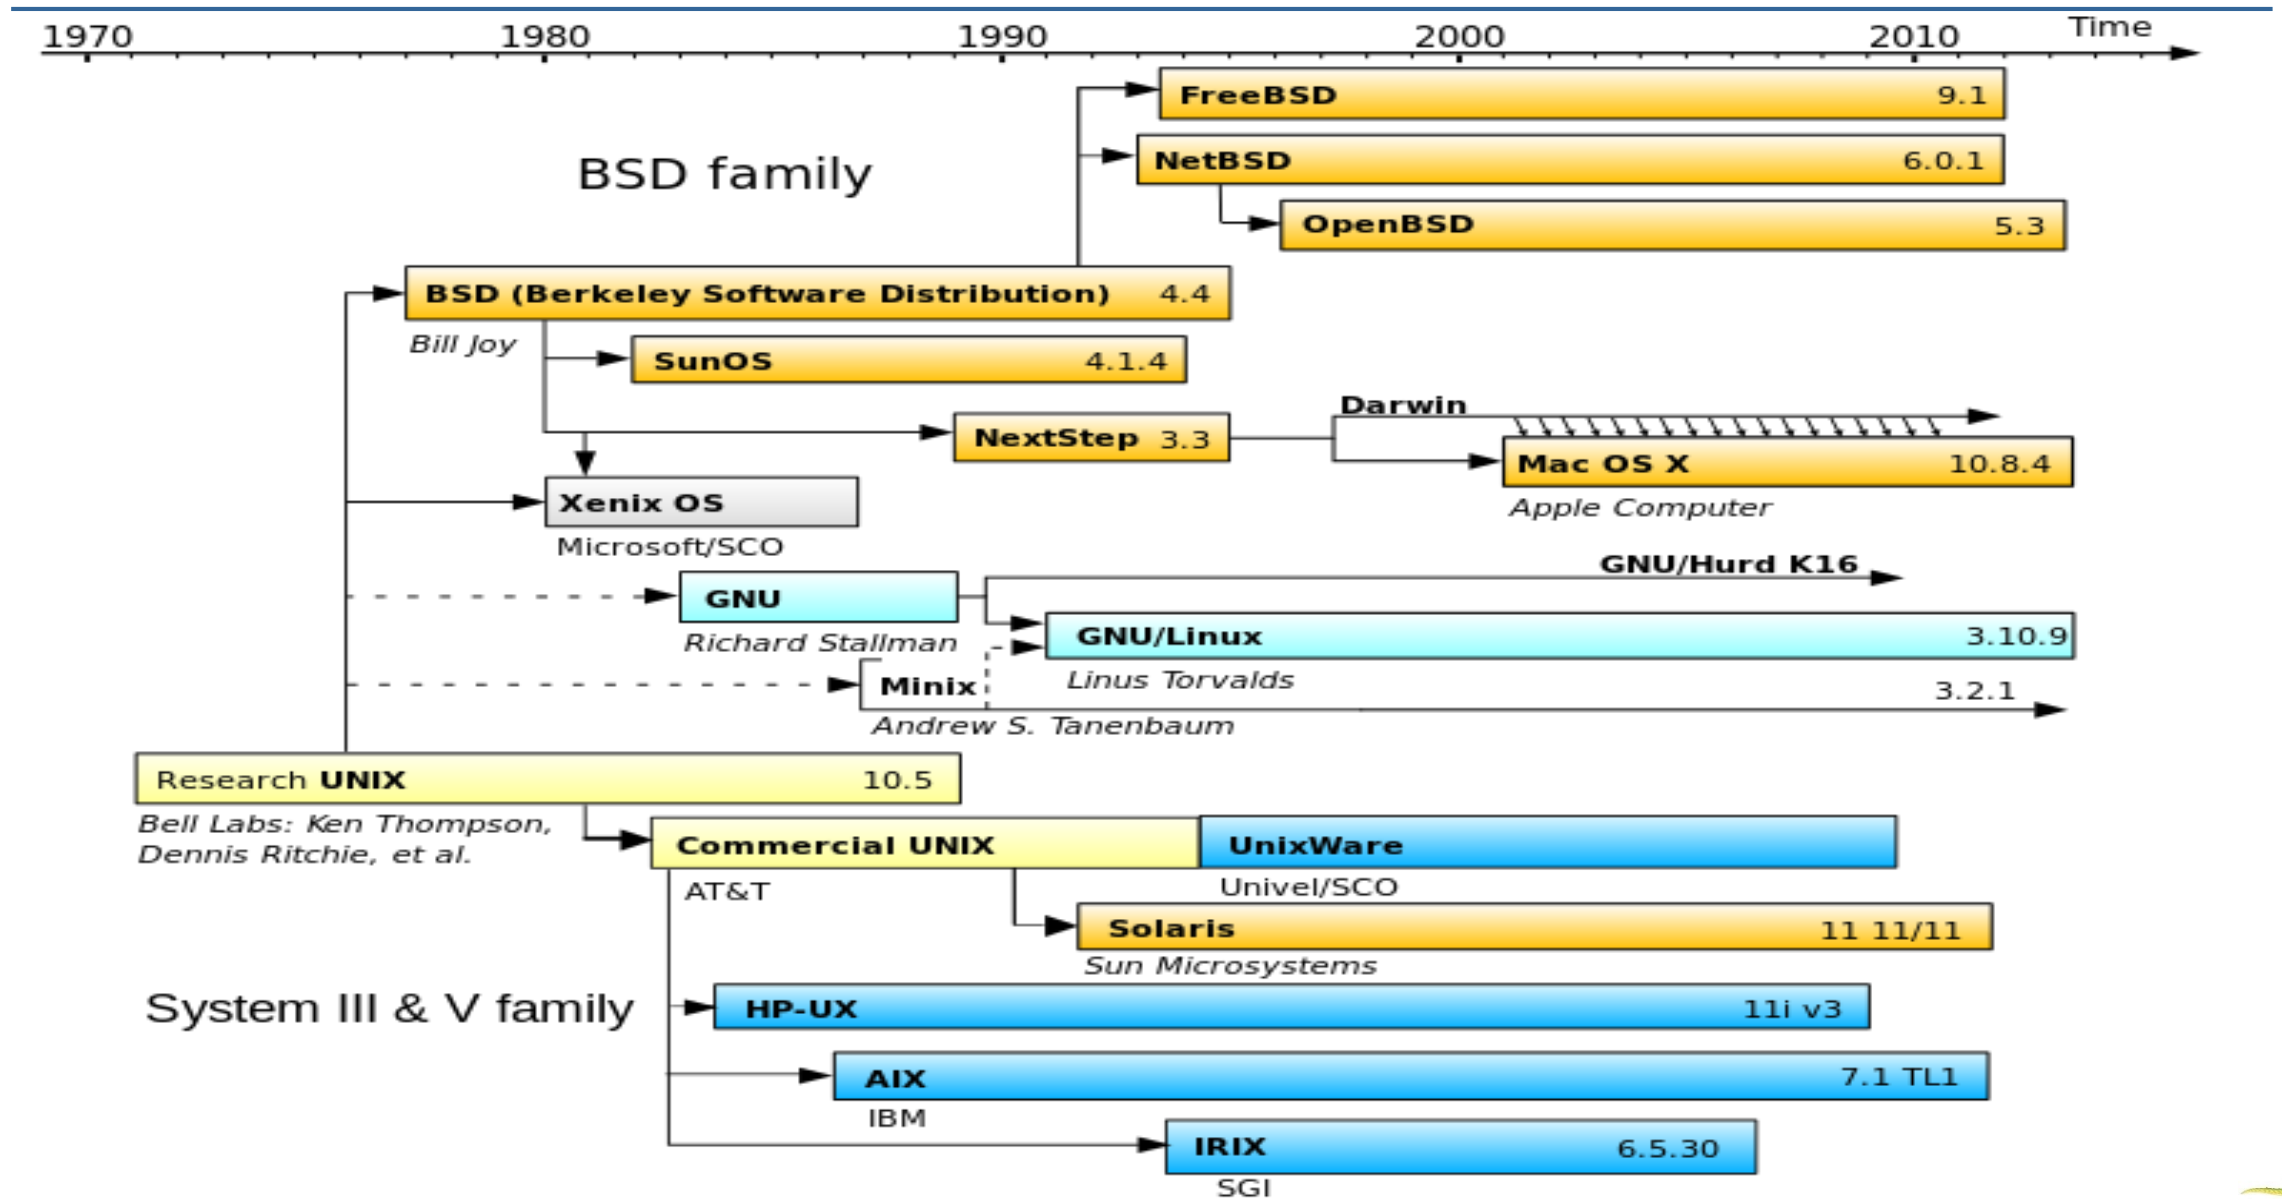 1970 1980 1990 2000 2010 Time
FreeBSD 9.1
BSD family
NetBSD 6.0.1
OpenBSD 5.3
BSD (Berkeley Software Distribution) 4.4
Bill Joy
SunOS 4.1.4
Darwin
NextStep 3.3
Mac OS X 10.8.4
Apple Computer
Xenix OS
Microsoft/SCO
GNU/Hurd K16
GNU
Richard Stallman
GNU/Linux 3.10.9
Linus Torvalds
Minix 3.2.1
Andrew S. Tanenbaum
Research UNIX 10.5
Bell Labs: Ken Thompson,
Dennis Ritchie, et al.
Commercial UNIX
AT&T
UnixWare
Univel/SCO
Solaris 11 11/11
Sun Microsystems
System III & V family
HP-UX 11i v3
AIX 7.1 TL1
IBM
IRIX 6.5.30
SGI